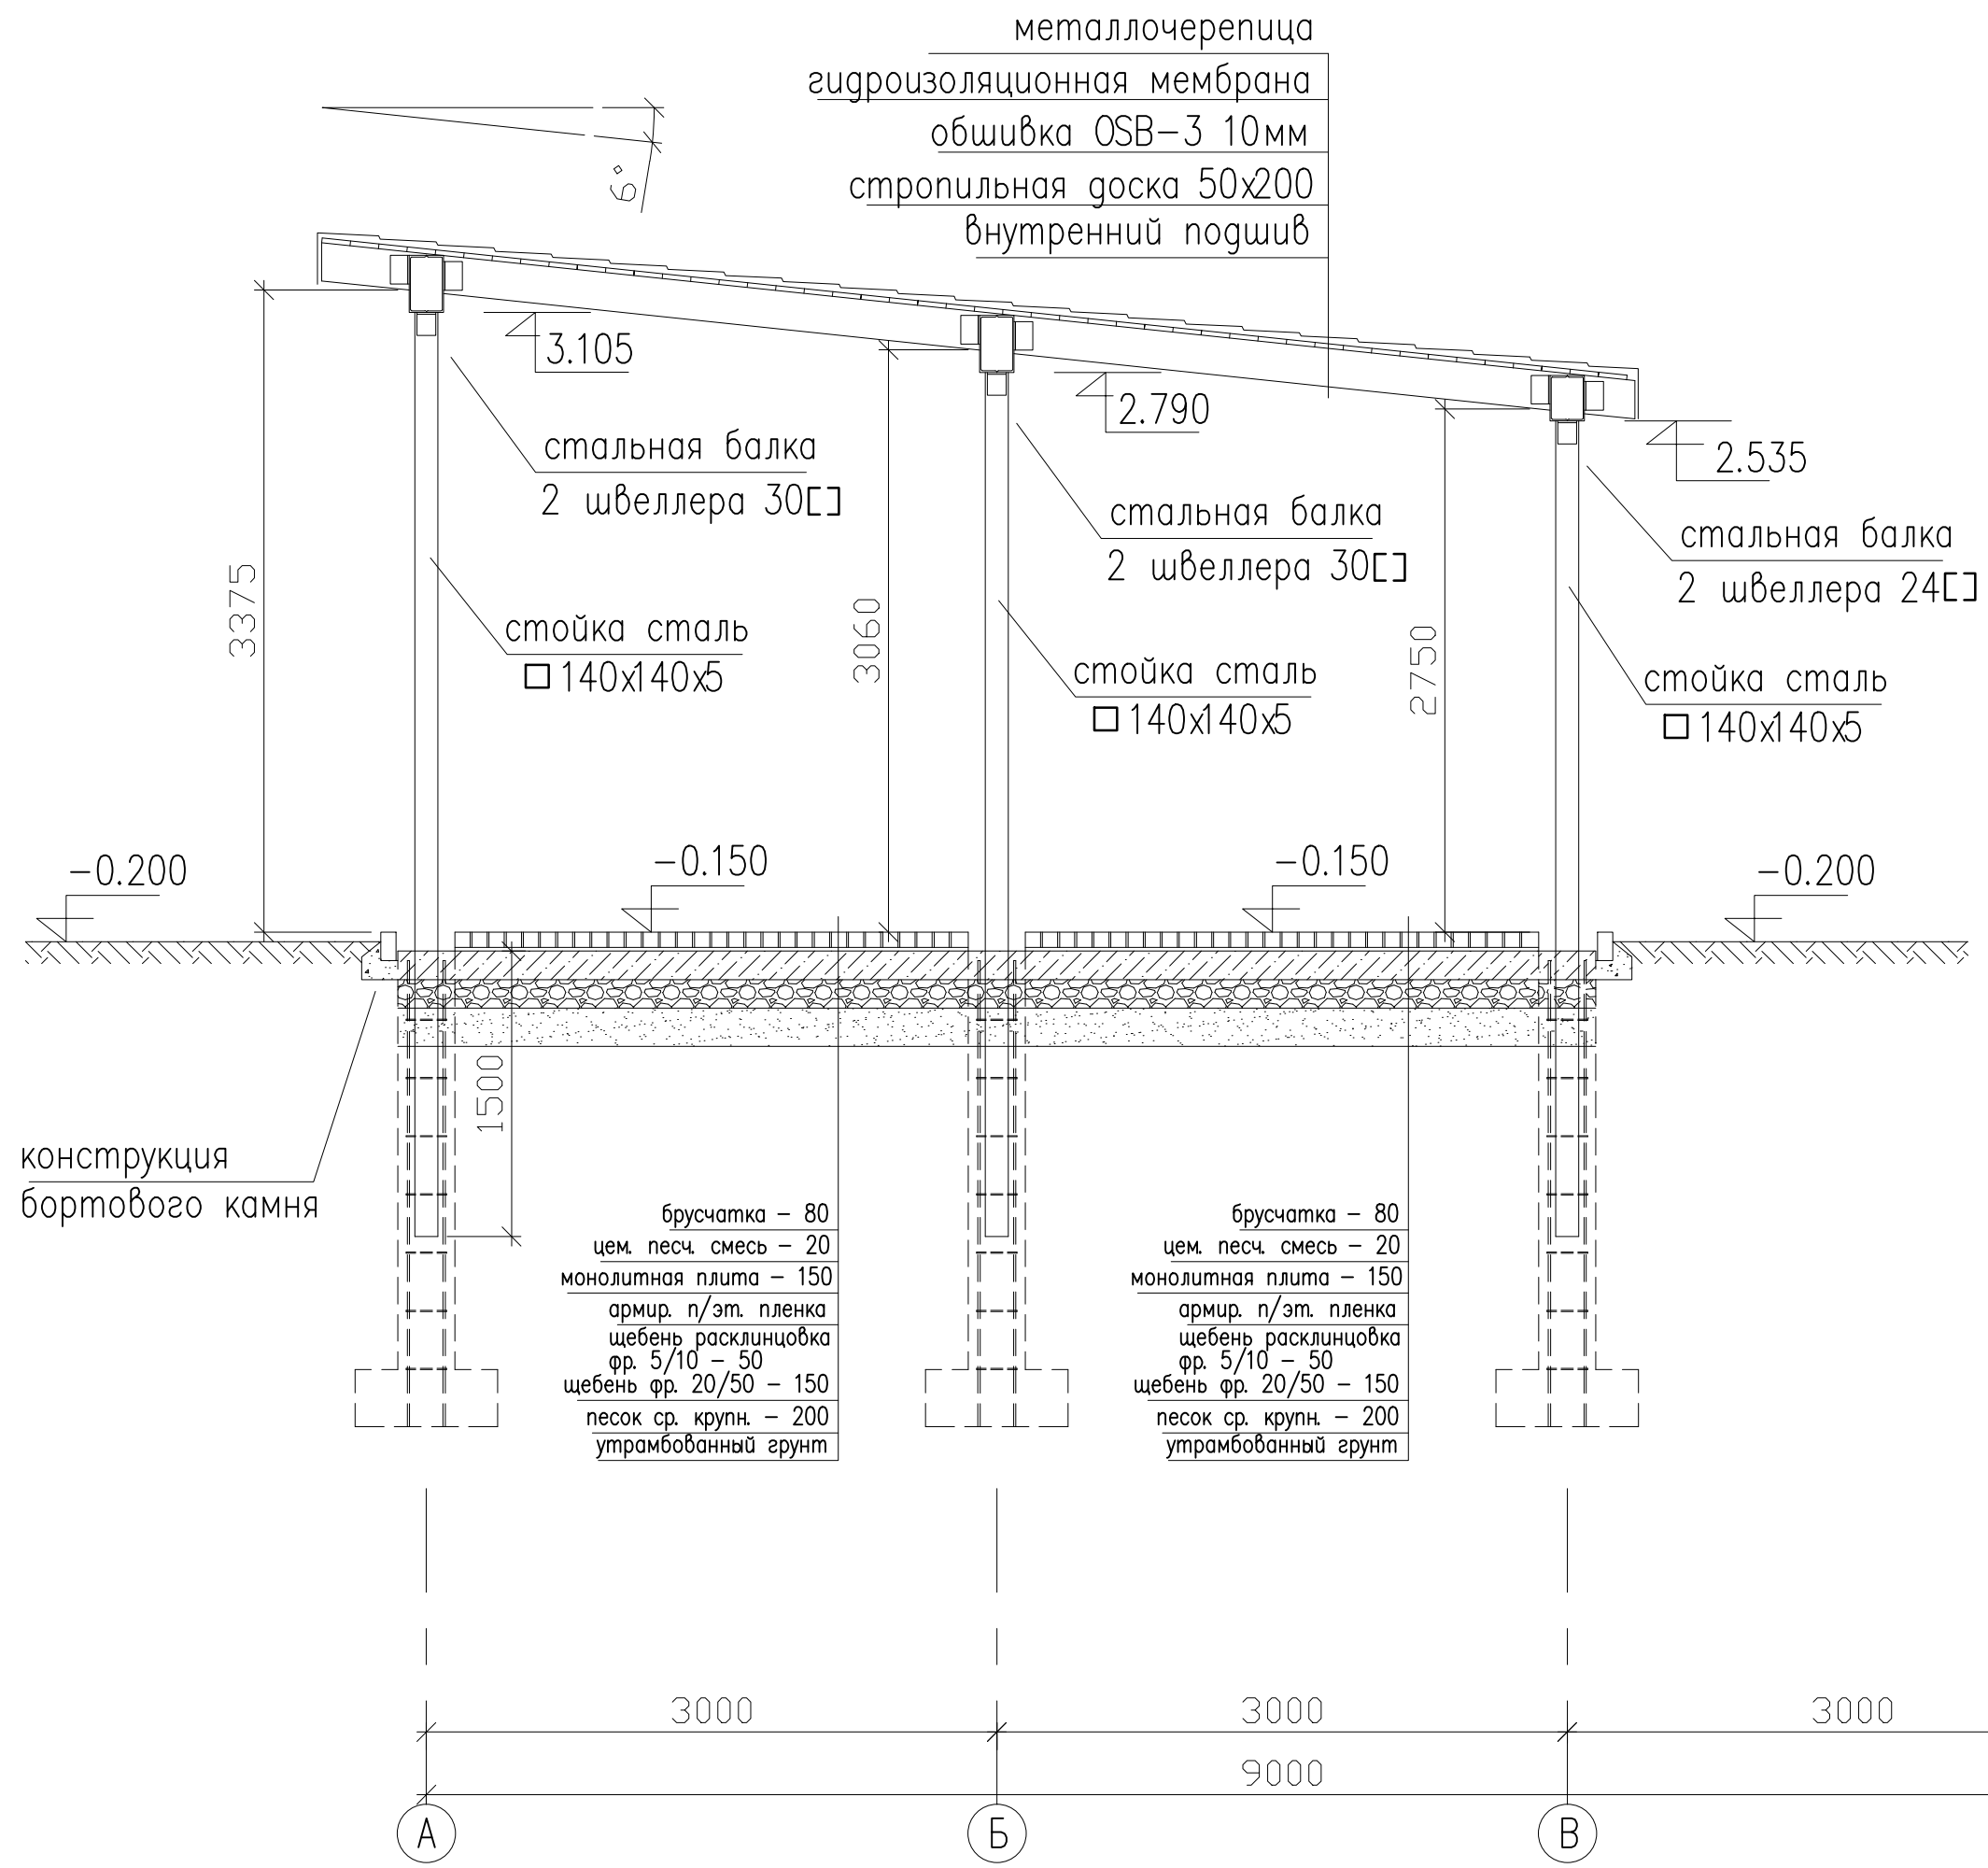 металлочерепица
гидроизоляционная мембрана
обшивка OSB-3 10мм
стропильная доска 50х200
внутренний подшив
6°
3.105
2.790
2.535
стальная балка
2 швеллера 30[]
стальная балка
2 швеллера 30[]
стальная балка
2 швеллера 24[]
3375
3060
2750
стойка сталь
□ 140х140х5
стойка сталь
□ 140х140х5
стойка сталь
□ 140х140х5
-0.200
-0.150
-0.150
-0.200
1500
конструкция
бортового камня
брусчатка - 80
цем. песч. смесь - 20
монолитная плита - 150
армир. п/эт. пленка
щебень расклинцовка
фр. 5/10 - 50
щебень фр. 20/50 - 150
песок ср. крупн. - 200
утрамбованный грунт
брусчатка - 80
цем. песч. смесь - 20
монолитная плита - 150
армир. п/эт. пленка
щебень расклинцовка
фр. 5/10 - 50
щебень фр. 20/50 - 150
песок ср. крупн. - 200
утрамбованный грунт
3000
3000
3000
9000
А
Б
В